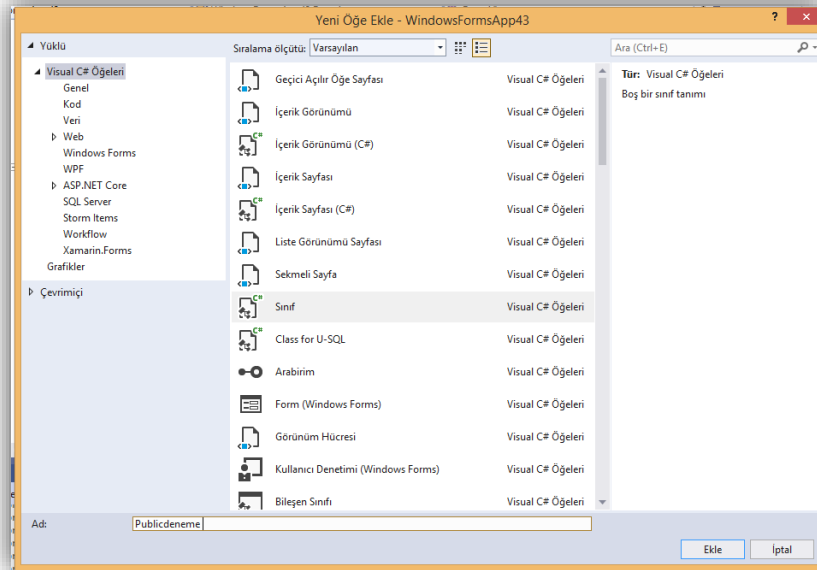 Yeni Öğe Ekle - WindowsFormsApp43
?
Yüklü
Visual C# Öğeleri
Genel
Kod
Veri
Web
Windows Forms
WPF
ASP.NET Core
SQL Server
Storm Items
Workflow
Xamarin.Forms
Grafikler
Çevrimiçi
Sıralama ölçütü: Varsayılan
Geçici Açılır Öğe Sayfası Visual C# Öğeleri
İçerik Görünümü Visual C# Öğeleri
C# İçerik Görünümü (C#) Visual C# Öğeleri
İçerik Sayfası Visual C# Öğeleri
C# İçerik Sayfası (C#) Visual C# Öğeleri
Liste Görünümü Sayfası Visual C# Öğeleri
Sekmeli Sayfa Visual C# Öğeleri
C# Sınıf Visual C# Öğeleri
C# Class for U-SQL Visual C# Öğeleri
Arabirim Visual C# Öğeleri
Form (Windows Forms) Visual C# Öğeleri
Görünüm Hücresi Visual C# Öğeleri
Kullanıcı Denetimi (Windows Forms) Visual C# Öğeleri
Bileşen Sınıfı Visual C# Öğeleri
Ara (Ctrl+E)
Tür: Visual C# Öğeleri
Boş bir sınıf tanımı
Ad: Publicdeneme
Ekle İptal